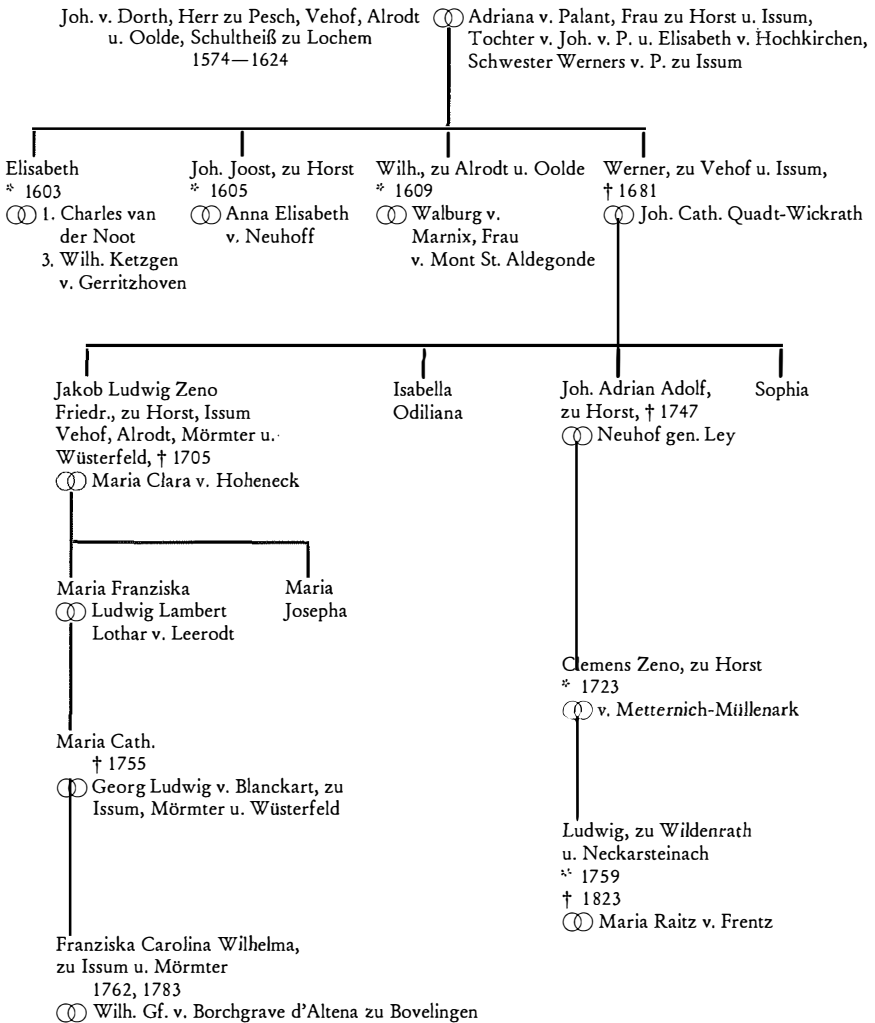 Joh. v. Dorth, Herr zu Pesch, Vehof, Alrodt
u. Oolde, Schultheiß zu Lochem
1574—1624
⚭ Adriana v. Palant, Frau zu Horst u. Issum,
Tochter v. Joh. v. P. u. Elisabeth v. Hochkirchen,
Schwester Werners v. P. zu Issum
Elisabeth
* 1603
⚭ 1. Charles van
der Noot
3. Wilh. Ketzgen
v. Gerritzhoven
Joh. Joost, zu Horst
* 1605
⚭ Anna Elisabeth
v. Neuhoff
Wilh., zu Alrodt u. Oolde
* 1609
⚭ Walburg v.
Marnix, Frau
v. Mont St. Aldegonde
Werner, zu Vehof u. Issum,
† 1681
⚭ Joh. Cath. Quadt-Wickrath
Jakob Ludwig Zeno
Friedr., zu Horst, Issum
Vehof, Alrodt, Mörmter u.
Wüsterfeld, † 1705
⚭ Maria Clara v. Hoheneck
Isabella
Odiliana
Joh. Adrian Adolf,
zu Horst, † 1747
⚭ Neuhof gen. Ley
Sophia
Maria Franziska
⚭ Ludwig Lambert
Lothar v. Leerodt
Maria
Josepha
Clemens Zeno, zu Horst
* 1723
⚭ v. Metternich-Müllenark
Maria Cath.
† 1755
⚭ Georg Ludwig v. Blanckart, zu
Issum, Mörmter u. Wüsterfeld
Ludwig, zu Wildenrath
u. Neckarsteinach
* 1759
† 1823
⚭ Maria Raitz v. Frentz
Franziska Carolina Wilhelma,
zu Issum u. Mörmter
1762, 1783
⚭ Wilh. Gf. v. Borchgrave d'Altena zu Bovelingen